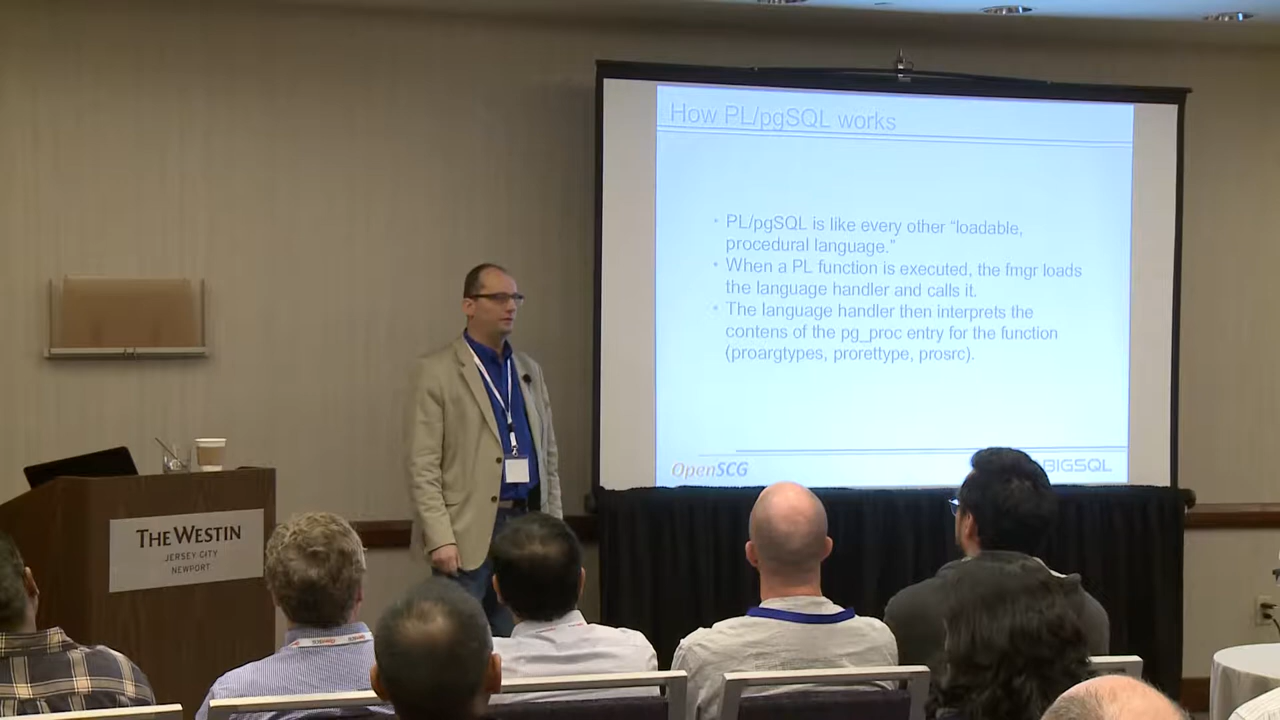 How PL/pgSQL works
• PL/pgSQL is like every other “loadable,
procedural language.”
• When a PL function is executed, the fmgr loads
the language handler and calls it.
• The language handler then interprets the
contens of the pg_proc entry for the function
(proargtypes, prorettype, prosrc).
OpenSCG
BIGSQL
THE WESTIN
JERSEY CITY
NEWPORT